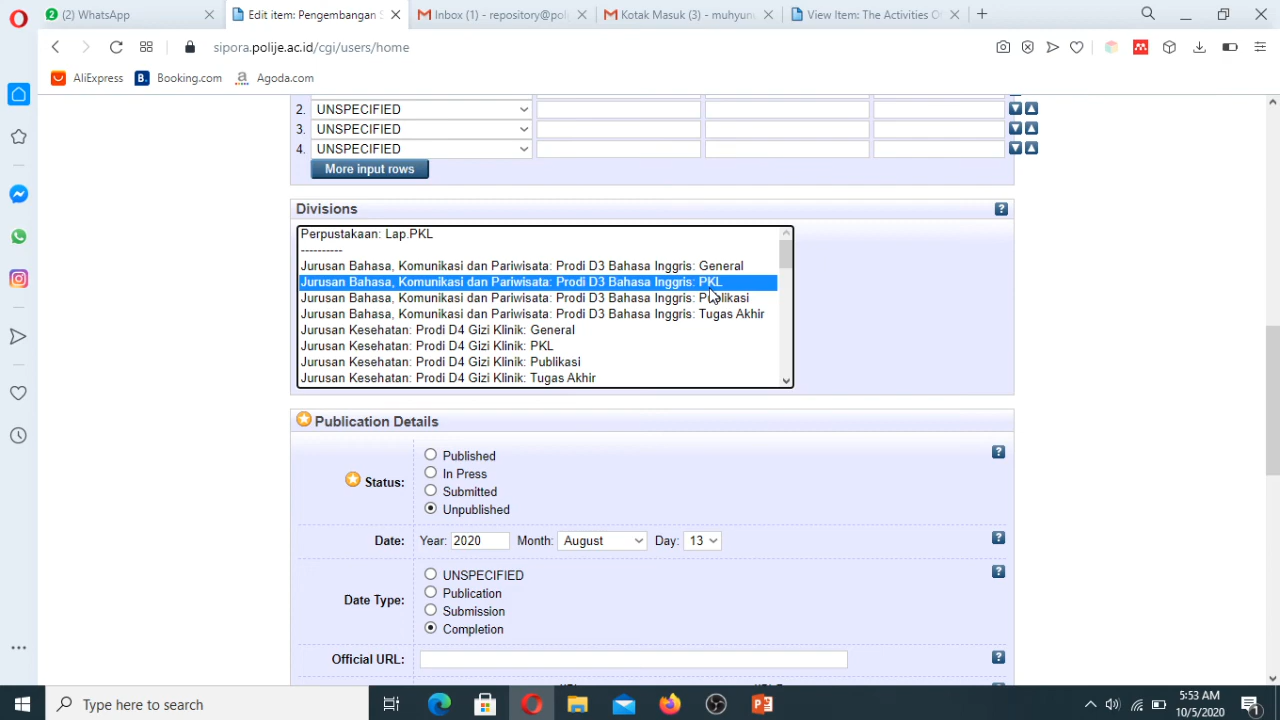 (2) WhatsApp
Edit item: Pengembangan S
Inbox (1) - repository@poli
Kotak Masuk (3) - muhyunu
View Item: The Activities Of
sipora.polije.ac.id/cgi/users/home
AliExpress
B. Booking.com
a Agoda.com
2. UNSPECIFIED
3. UNSPECIFIED
4. UNSPECIFIED
More input rows
Divisions
Perpustakaan: Lap.PKL
----------
Jurusan Bahasa, Komunikasi dan Pariwisata: Prodi D3 Bahasa Inggris: General
Jurusan Bahasa, Komunikasi dan Pariwisata: Prodi D3 Bahasa Inggris: PKL
Jurusan Bahasa, Komunikasi dan Pariwisata: Prodi D3 Bahasa Inggris: Publikasi
Jurusan Bahasa, Komunikasi dan Pariwisata: Prodi D3 Bahasa Inggris: Tugas Akhir
Jurusan Kesehatan: Prodi D4 Gizi Klinik: General
Jurusan Kesehatan: Prodi D4 Gizi Klinik: PKL
Jurusan Kesehatan: Prodi D4 Gizi Klinik: Publikasi
Jurusan Kesehatan: Prodi D4 Gizi Klinik: Tugas Akhir
Publication Details
Status:
Published
In Press
Submitted
Unpublished
Date: Year: 2020 Month: August Day: 13
Date Type:
UNSPECIFIED
Publication
Submission
Completion
Official URL:
Type here to search
5:53 AM
10/5/2020